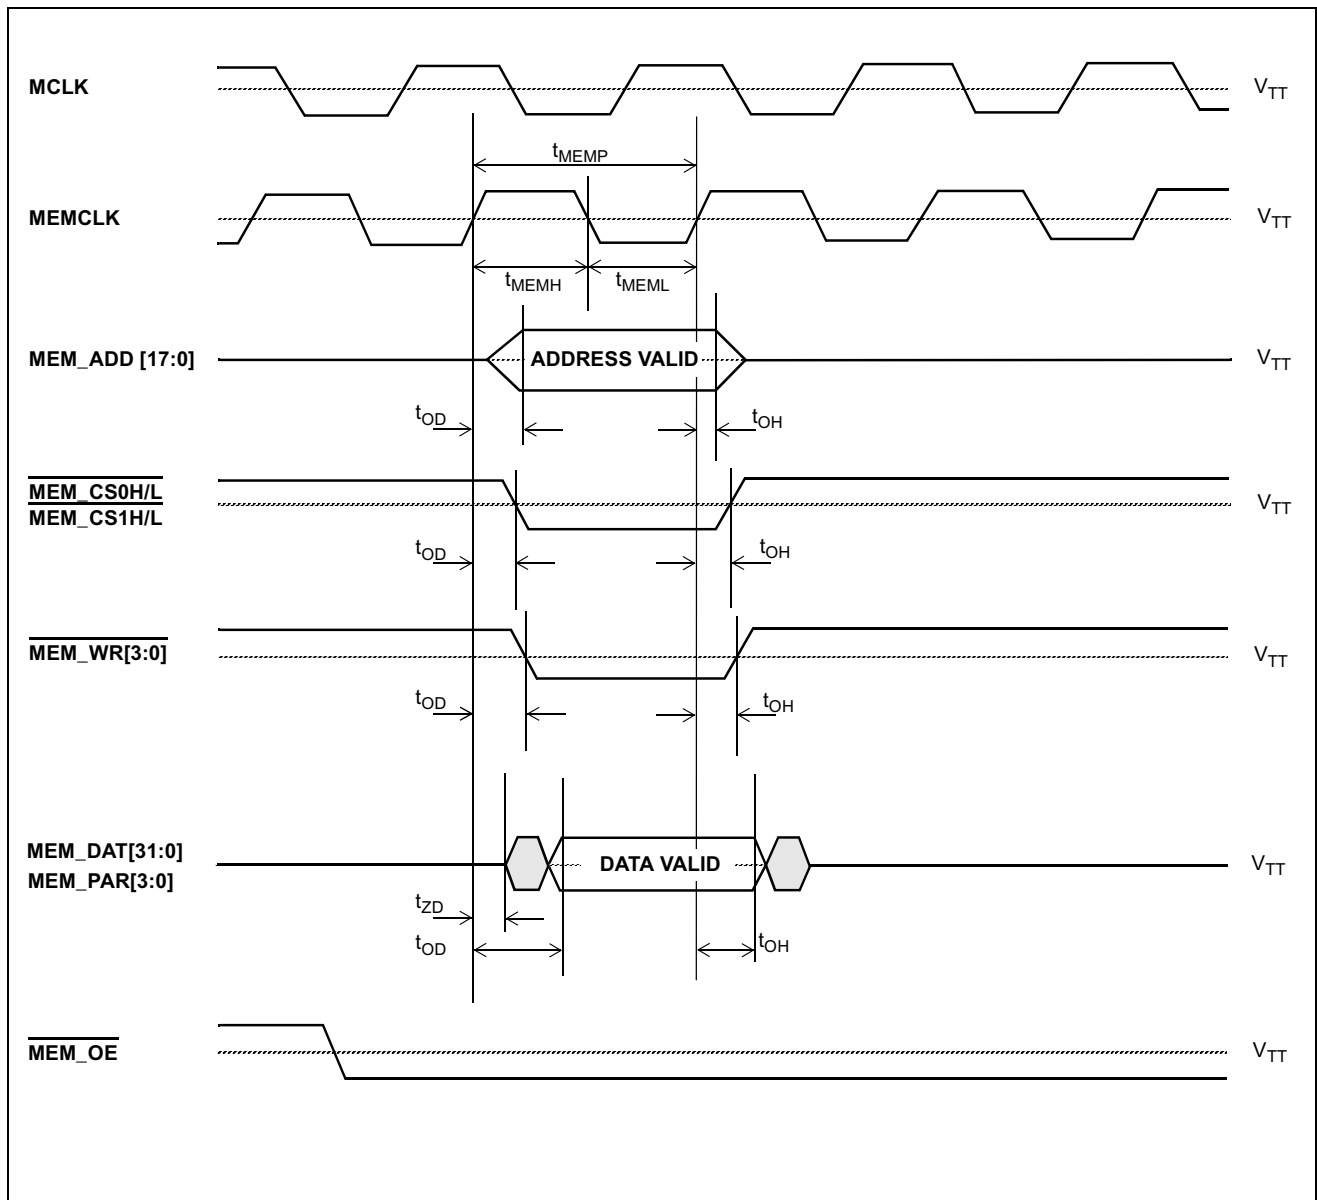 MCLK
VTT
tMEMP
MEMCLK
VTT
tMEMH
tMEML
MEM_ADD [17:0]
ADDRESS VALID
VTT
tOD
tOH
MEM_CS0H/L
MEM_CS1H/L
VTT
tOD
tOH
MEM_WR[3:0]
VTT
tOD
tOH
MEM_DAT[31:0]
MEM_PAR[3:0]
DATA VALID
VTT
tZD
tOD
tOH
MEM_OE
VTT